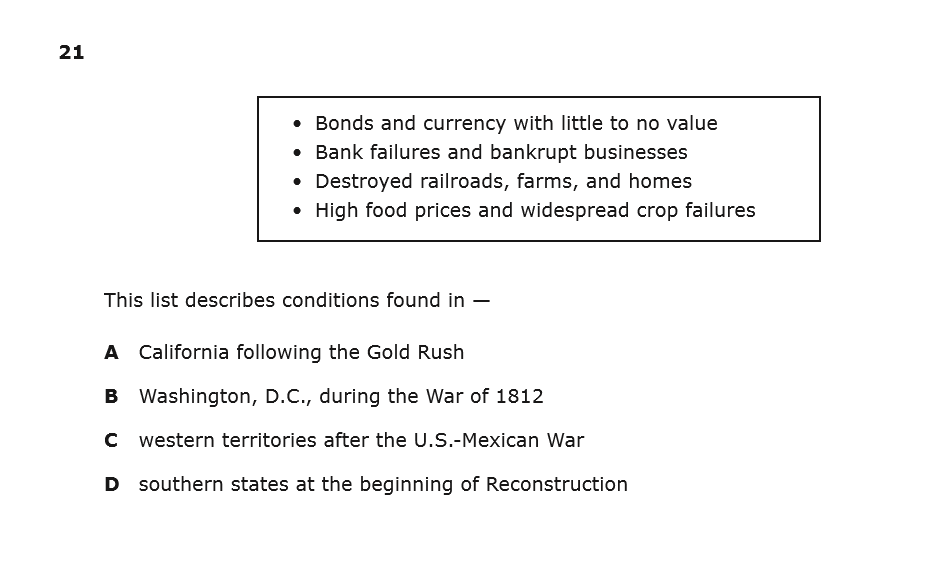 21
• Bonds and currency with little to no value
• Bank failures and bankrupt businesses
• Destroyed railroads, farms, and homes
• High food prices and widespread crop failures
This list describes conditions found in —
A California following the Gold Rush
B Washington, D.C., during the War of 1812
C western territories after the U.S.-Mexican War
D southern states at the beginning of Reconstruction